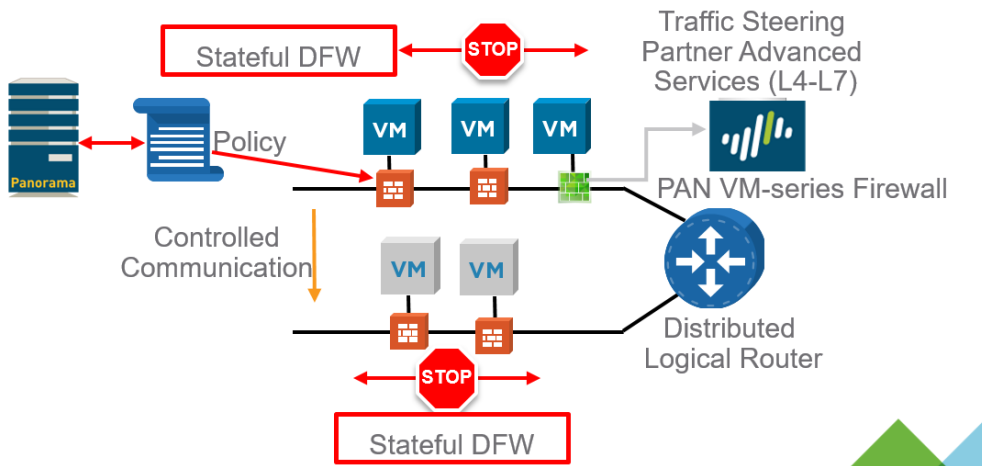 Stateful DFW
STOP
Traffic Steering
Partner Advanced
Services (L4-L7)
Panorama
Policy
VM
VM
VM
PAN VM-series Firewall
Controlled
Communication
VM
VM
Distributed
Logical Router
STOP
Stateful DFW